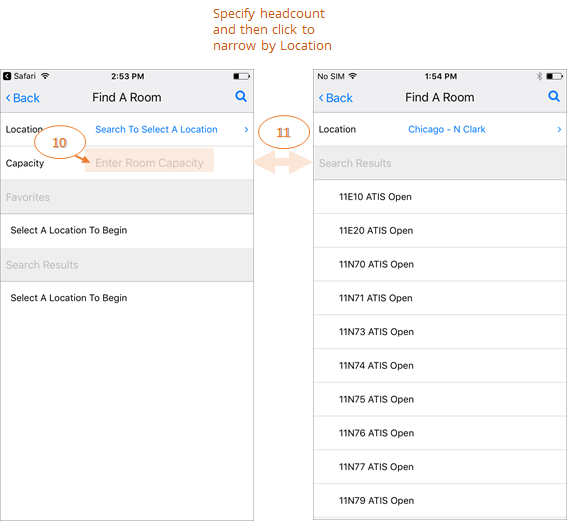 Specify headcount
and then click to
narrow by Location
Safari 2:53 PM
Back Find A Room
Location Search To Select A Location
10
Capacity Enter Room Capacity
Favorites
Select A Location To Begin
Search Results
Select A Location To Begin
11
No SIM 1:54 PM
Back Find A Room
Location Chicago - N Clark
Search Results
11E10 ATIS Open
11E20 ATIS Open
11N70 ATIS Open
11N71 ATIS Open
11N73 ATIS Open
11N74 ATIS Open
11N75 ATIS Open
11N76 ATIS Open
11N77 ATIS Open
11N79 ATIS Open